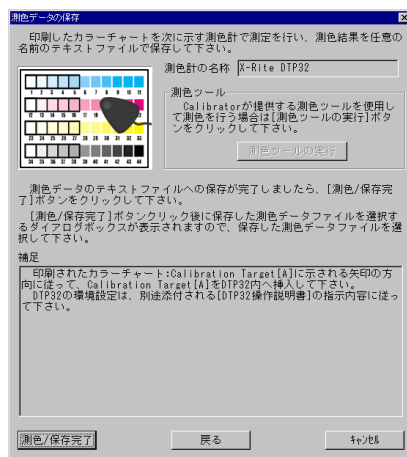 測色データの保存
印刷したカラーチャートを次に示す測色計で測定を行い、測色結果を任意の
名前のテキストファイルで保存して下さい。
測色計の名称 X-Rite DTP32
測色ツール
Calibratorが提供する測色ツールを使用し
て測色を行う場合は[測色ツールの実行]ボタ
ンをクリックして下さい。
測色ツールの実行
測色データのテキストファイルへの保存が完了しましたら、[測色/保存完
了]ボタンをクリックして下さい。
[測色/保存完了]ボタンクリック後に保存した測色データファイルを選択す
るダイアログボックスが表示されますので、保存した測色データファイルを選
択して下さい。
補足
印刷されたカラーチャート:Calibration Target[A]に示される矢印の方
向に従って、Calibration Target[A]をDTP32内へ挿入して下さい。
DTP32の環境設定は、別途添付される[DTP32操作説明書]の指示内容に従っ
て下さい。
測色/保存完了 戻る ｷｬﾝｾﾙ